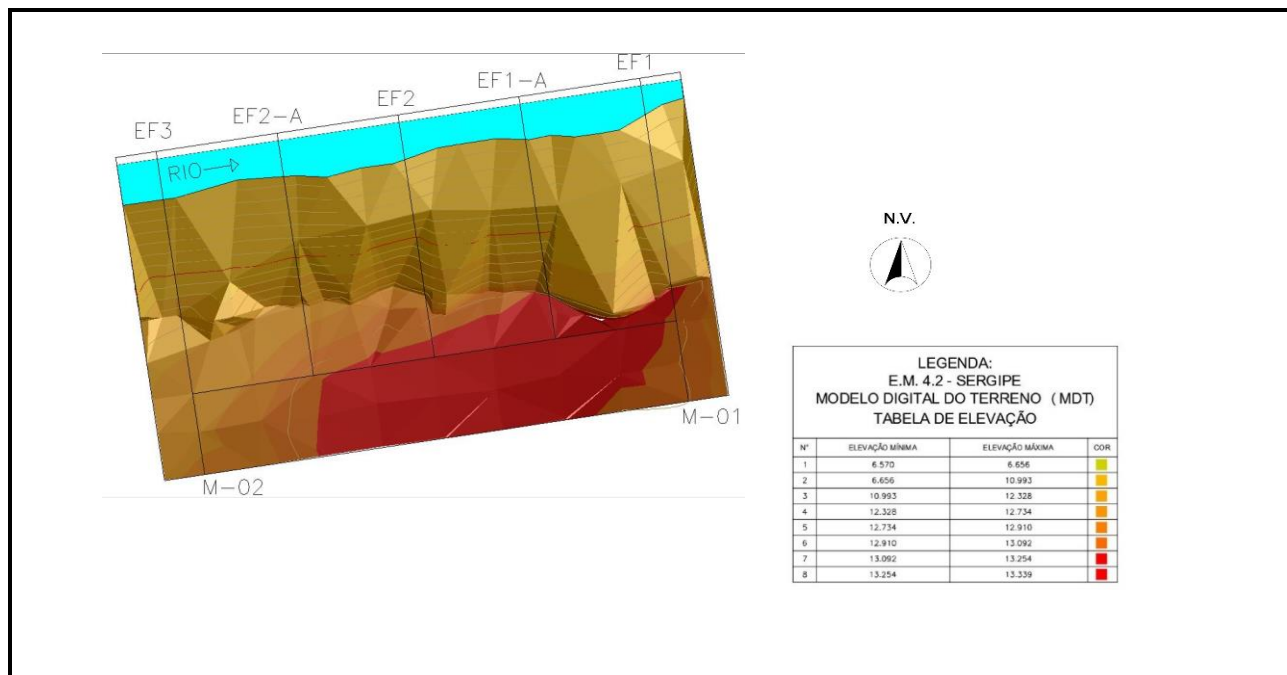 EF1
EF1-A
EF2
EF2-A
EF3
RIO
M-01
M-02
N.V.
LEGENDA:
E.M. 4.2 - SERGIPE
MODELO DIGITAL DO TERRENO ( MDT)
TABELA DE ELEVAÇÃO
N° ELEVAÇÃO MÍNIMA ELEVAÇÃO MÁXIMA COR
1 6.570 6.656
2 6.656 10.993
3 10.993 12.328
4 12.328 12.734
5 12.734 12.910
6 12.910 13.092
7 13.092 13.254
8 13.254 13.339